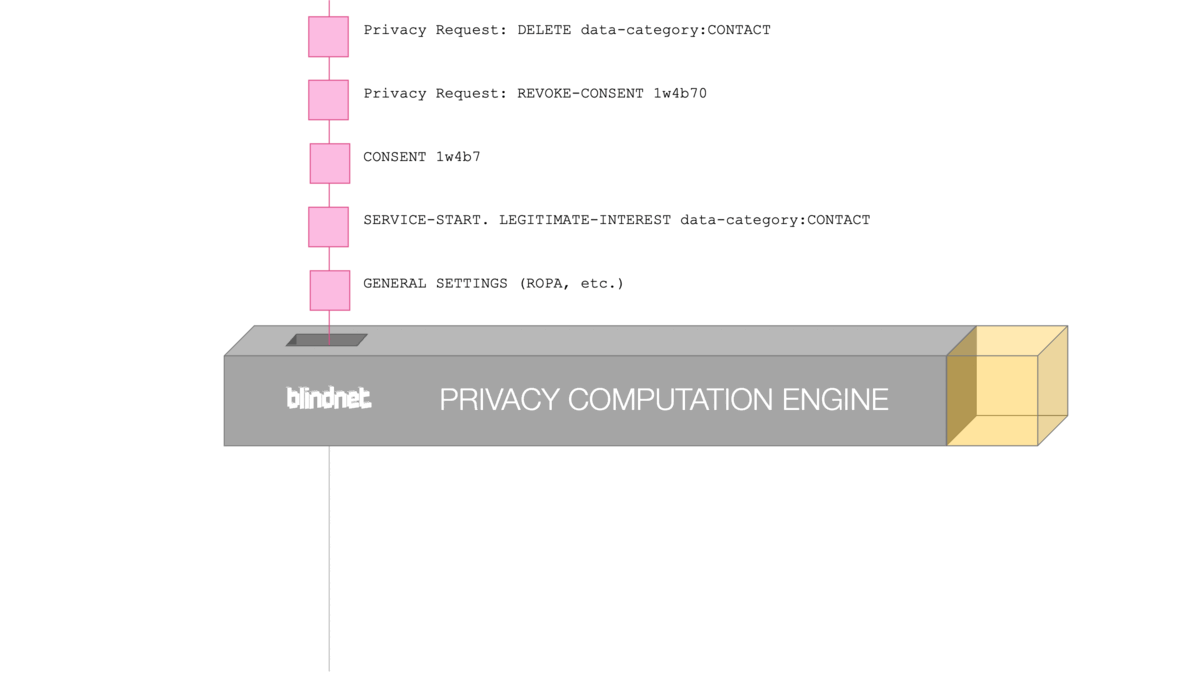 Privacy Request: DELETE data-category:CONTACT
Privacy Request: REVOKE-CONSENT 1w4b70
CONSENT 1w4b7
SERVICE-START. LEGITIMATE-INTEREST data-category:CONTACT
GENERAL SETTINGS (ROPA, etc.)
blindnet PRIVACY COMPUTATION ENGINE